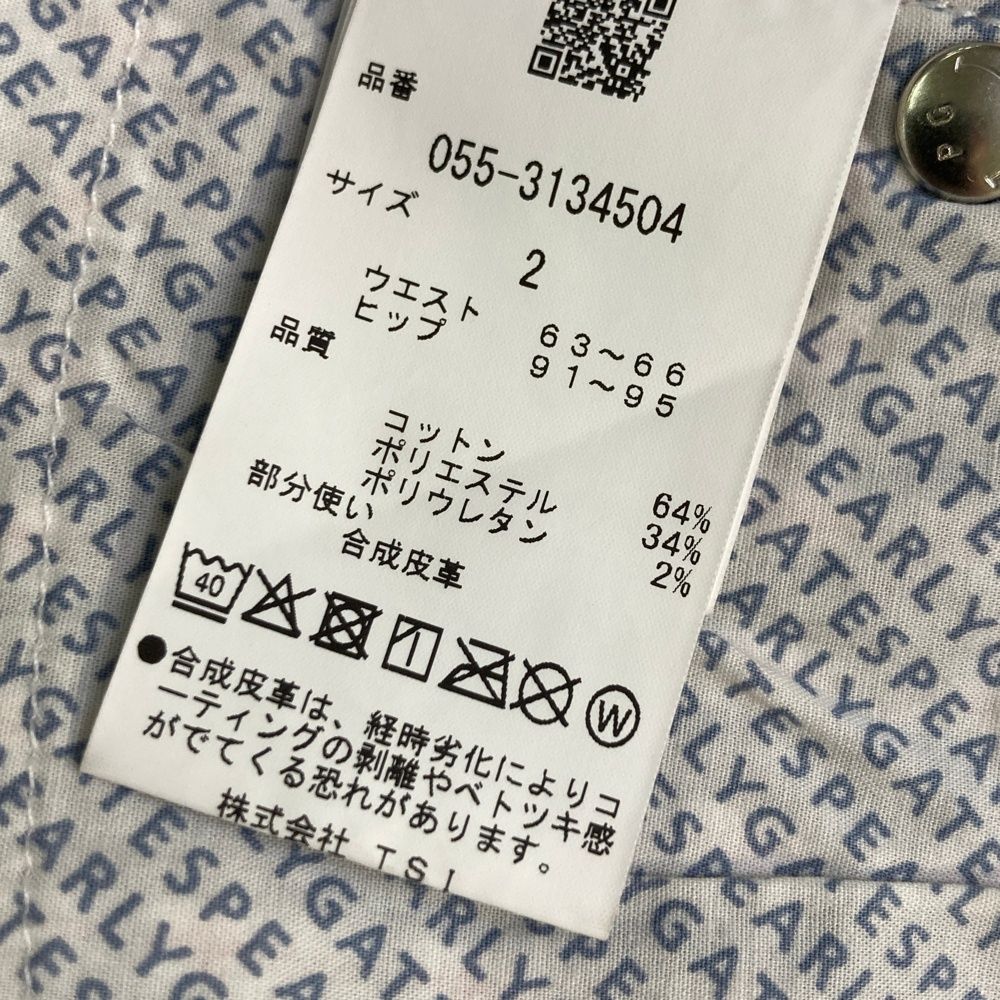 品番
055-3134504
サイズ
2
ウエスト 63～66
ヒップ 91～95
品質
コットン 64%
ポリエステル 34%
ポリウレタン 2%
部分使い
合成皮革
40
W
●合成皮革は、経時劣化によりコ
ーティングの剥離やベトツキ感
がでてくる恐れがあります。
株式会社 TSI
PG
PEARLYGATES